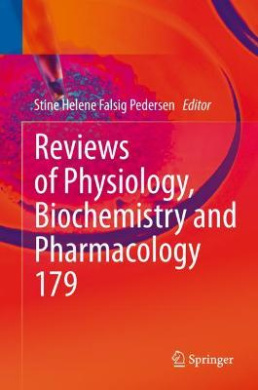 Stine Helene Falsig Pedersen Editor
Reviews
of Physiology,
Biochemistry and
Pharmacology
179
Springer